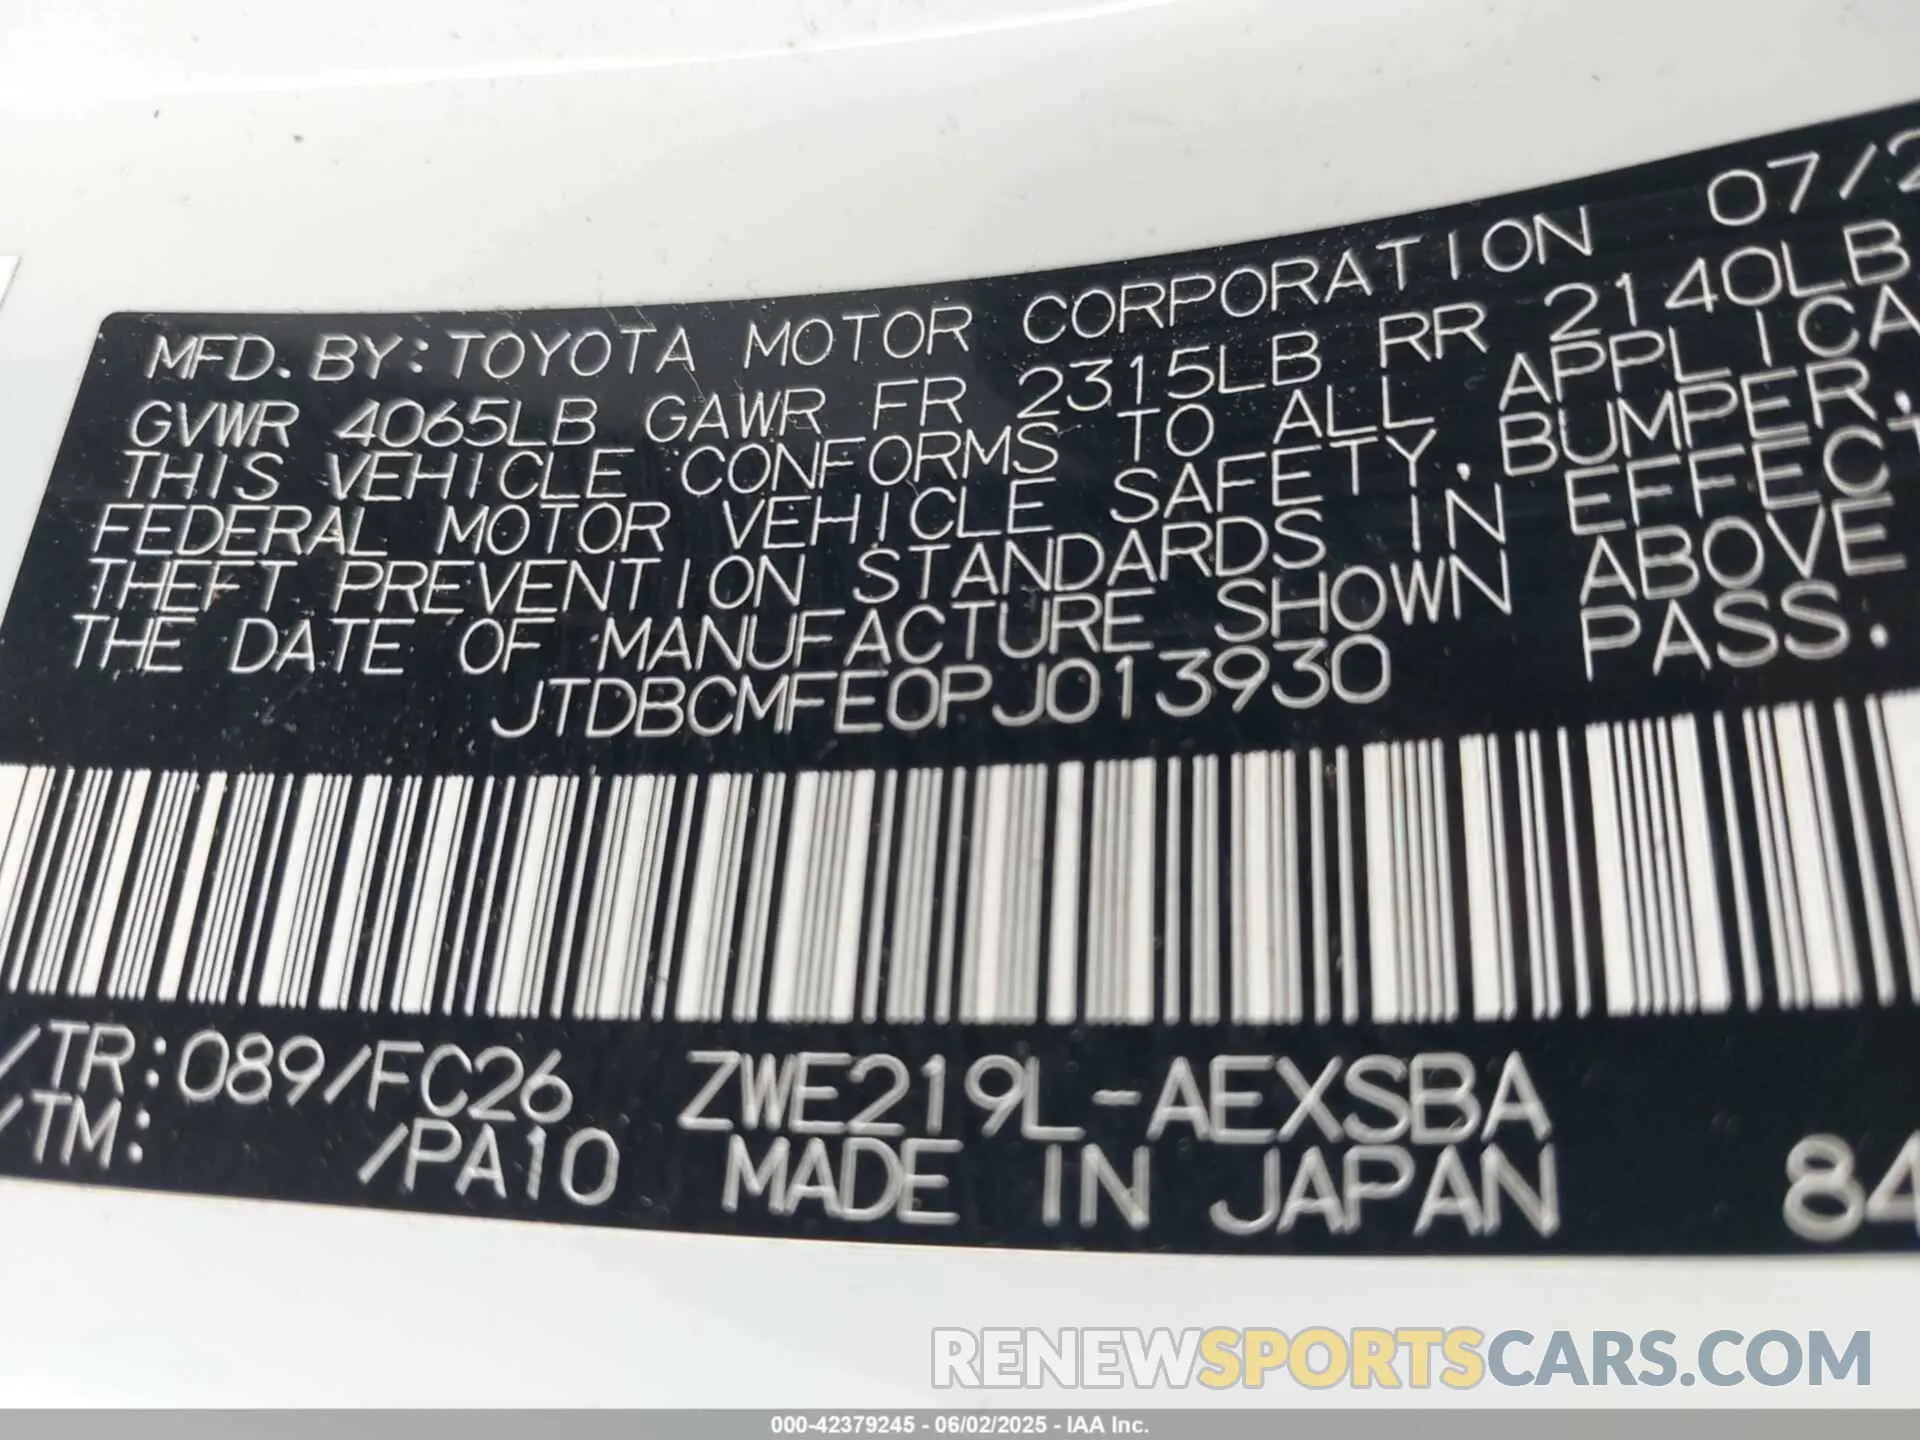 MFD. BY: TOYOTA MOTOR CORPORATION 07/2
GVWR 4065LB GAWR FR 2315LB RR 2140LB
THIS VEHICLE CONFORMS TO ALL APPLICA
FEDERAL MOTOR VEHICLE SAFETY, BUMPER,
THEFT PREVENTION STANDARDS IN EFFECT
THE DATE OF MANUFACTURE SHOWN ABOVE
JTDBCMFE0PJ013930 PASS.
/TR:089/FC26 ZWE219L-AEXSBA
/TM: /PA10 MADE IN JAPAN 84
RENEWSPORTSCARS.COM
000-42379245 - 06/02/2025 - IAA Inc.